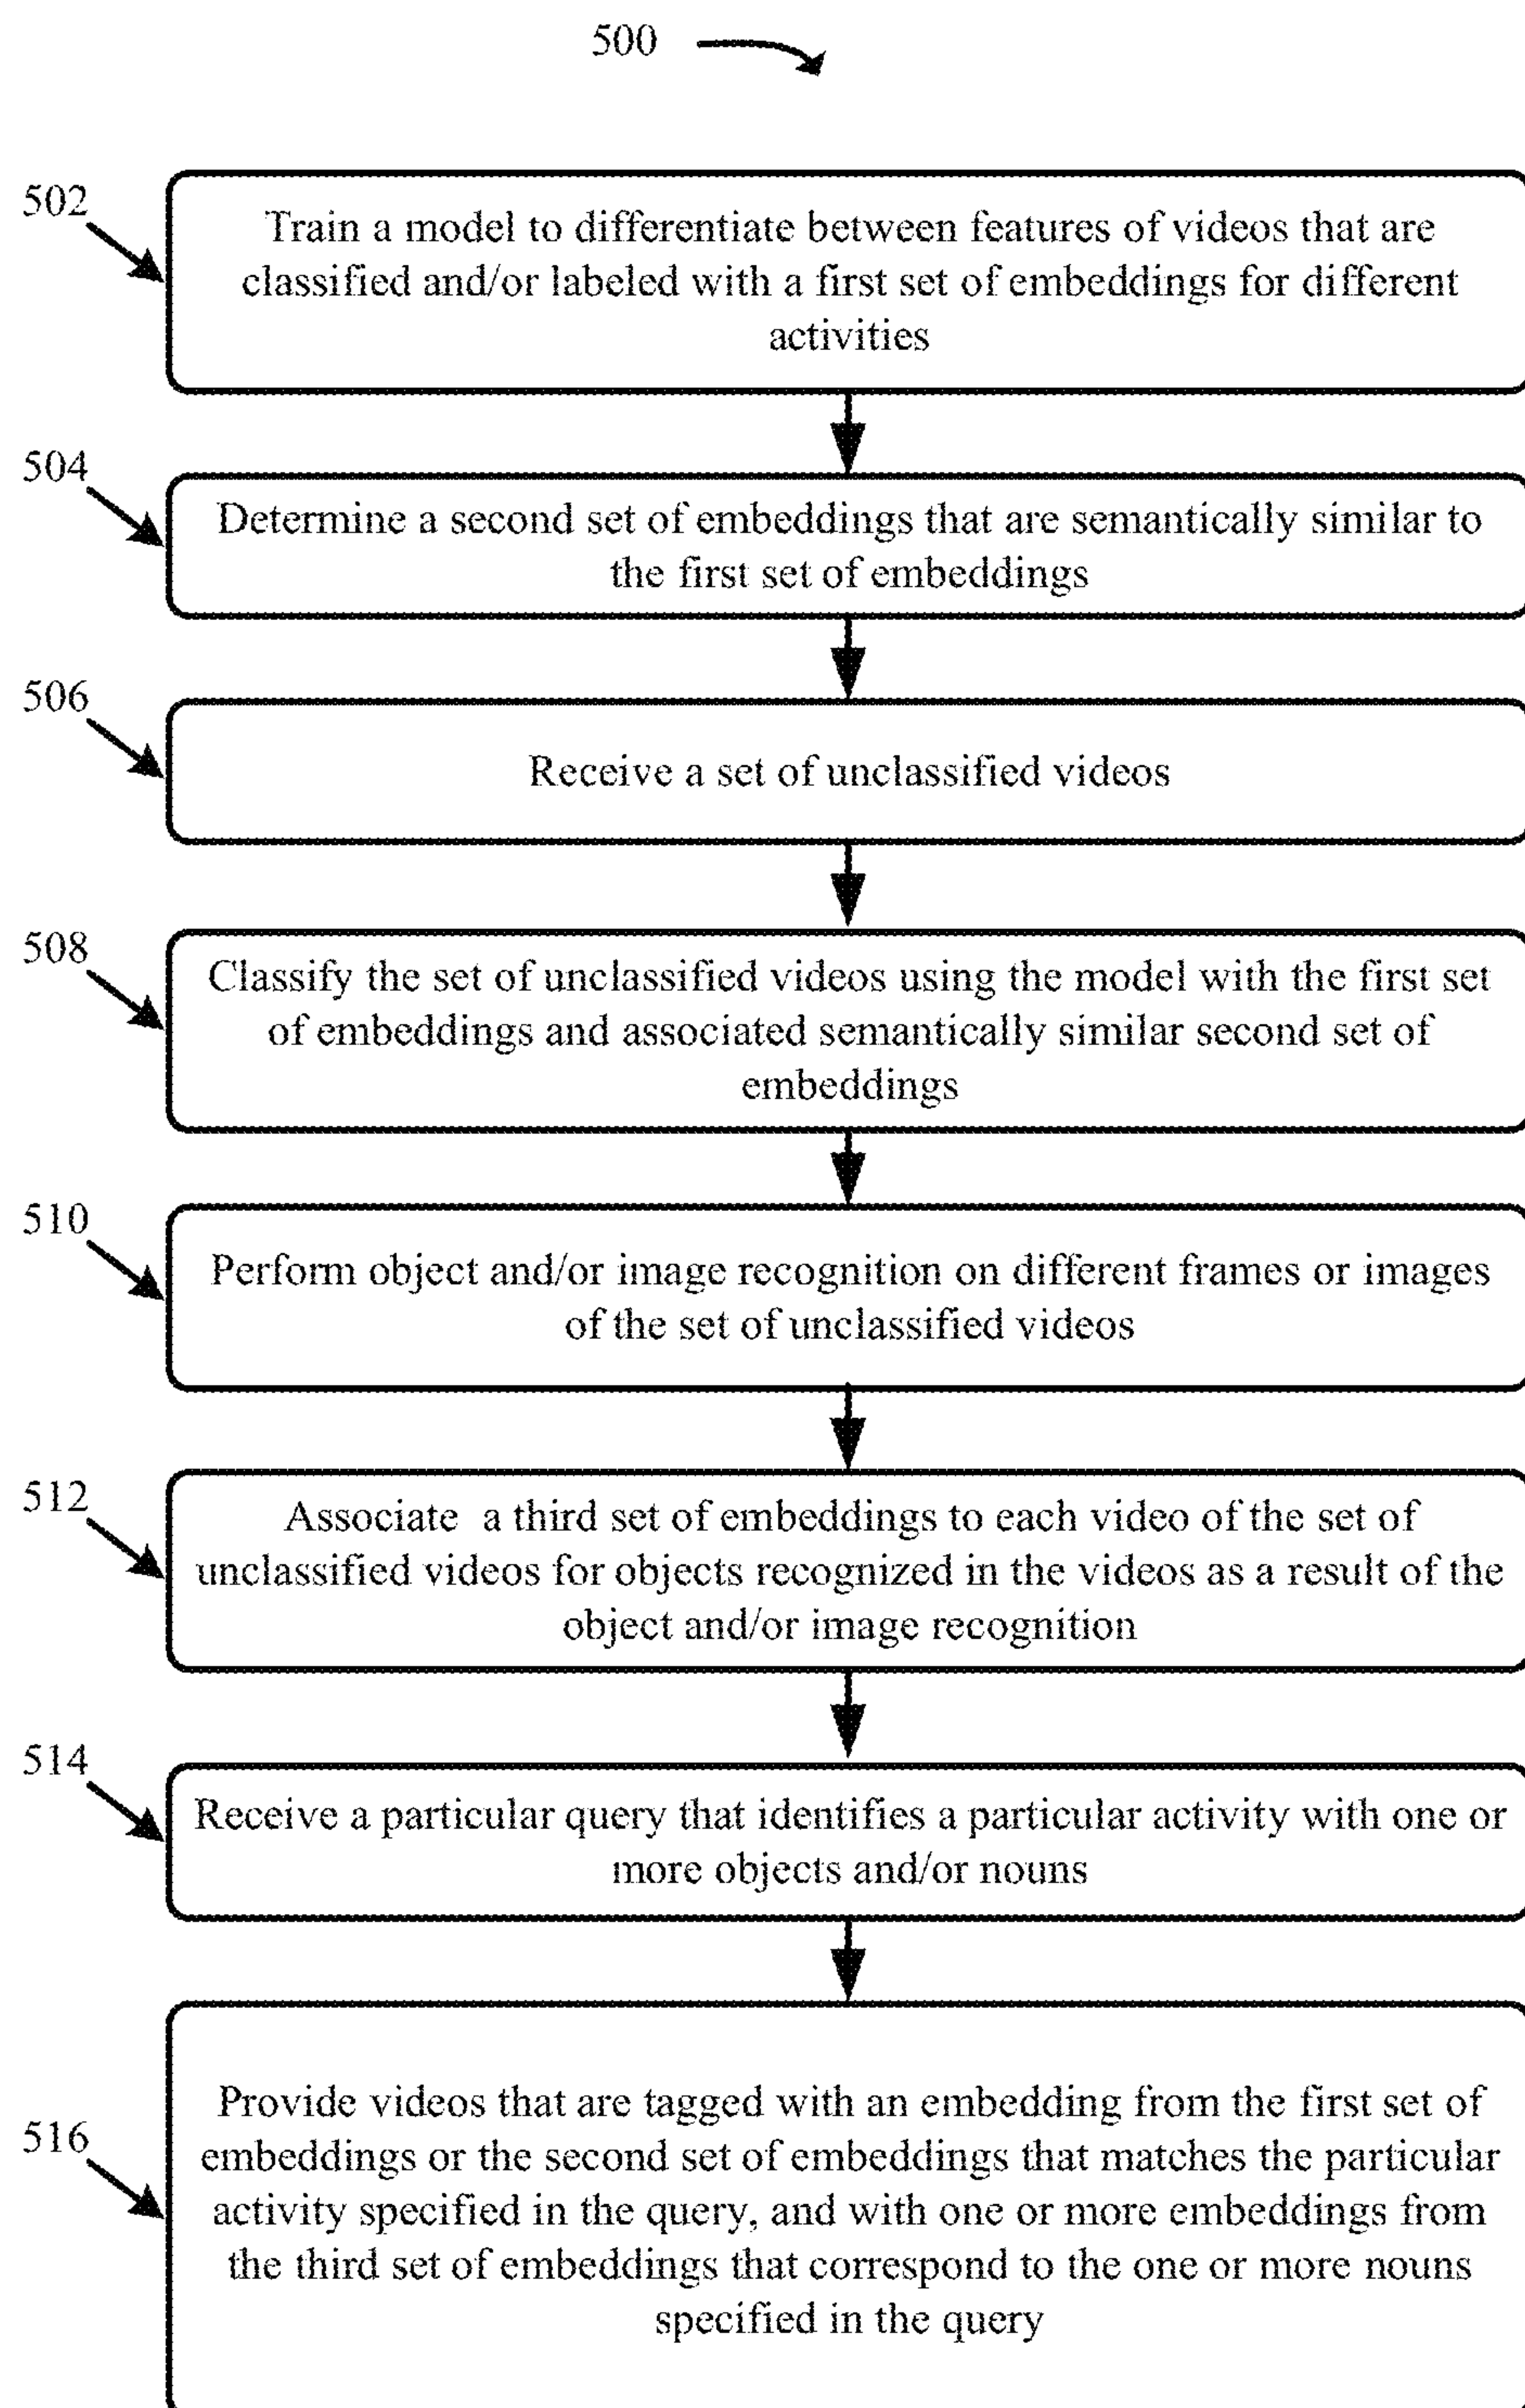 500
502
Train a model to differentiate between features of videos that are
classified and/or labeled with a first set of embeddings for different
activities
504
Determine a second set of embeddings that are semantically similar to
the first set of embeddings
506
Receive a set of unclassified videos
508
Classify the set of unclassified videos using the model with the first set
of embeddings and associated semantically similar second set of
embeddings
510
Perform object and/or image recognition on different frames or images
of the set of unclassified videos
512
Associate a third set of embeddings to each video of the set of
unclassified videos for objects recognized in the videos as a result of the
object and/or image recognition
514
Receive a particular query that identifies a particular activity with one or
more objects and/or nouns
516
Provide videos that are tagged with an embedding from the first set of
embeddings or the second set of embeddings that matches the particular
activity specified in the query, and with one or more embeddings from
the third set of embeddings that correspond to the one or more nouns
specified in the query